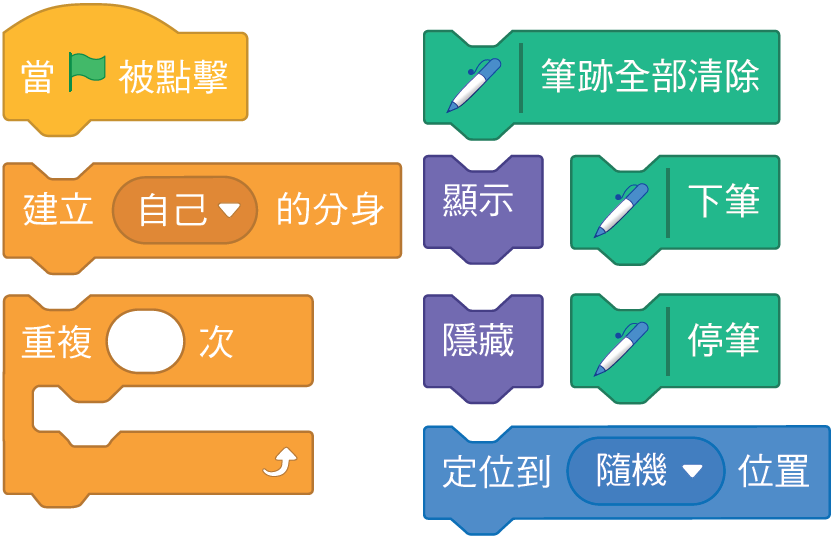 當 被點擊
建立 自己 的分身
重複 次
筆跡全部清除
顯示
下筆
隱藏
停筆
定位到 隨機 位置